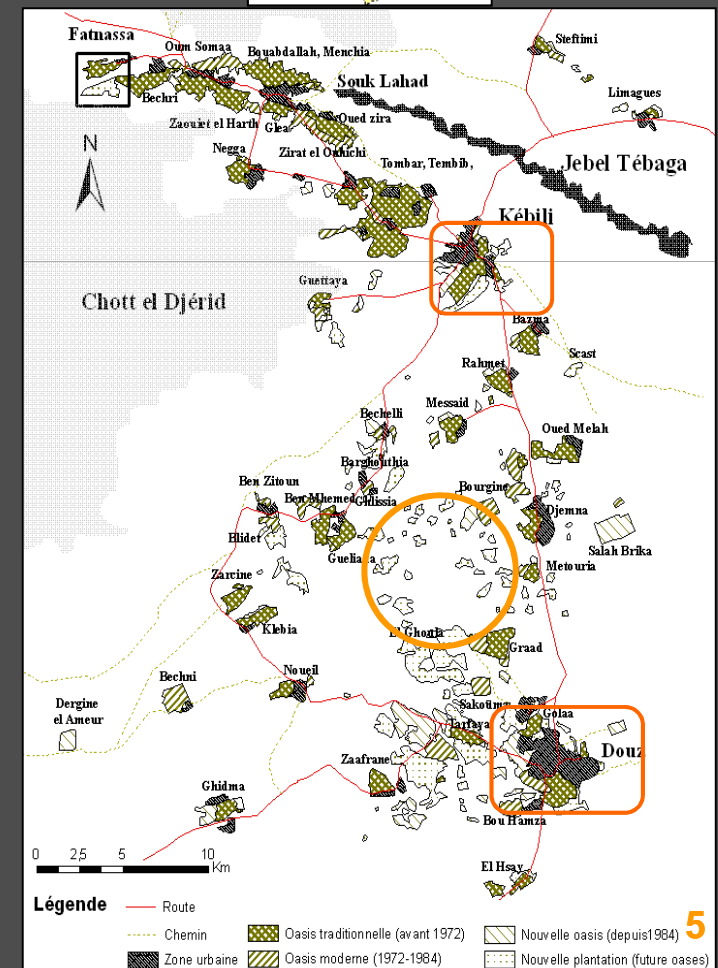 Fatnassa
Oum Somaa
Bouabdallah, Menchia
Steftimi
Souk Lahad
Limagues
Bechri
Zaouiet el Harth
Glea
Oued zira
N
Negga
Zirat el Ouhichi
Tombar, Tembib,
Jebel Tébaga
Kébili
Guettaya
Chott el Djérid
Bazma
Scast
Rahmet
Messaid
Bechelli
Oued Melah
Barghouthia
Ben Zitoun
Ben Mhemed
Ghlissia
Bourgine
Djemna
Blidet
Salah Brika
Gueliada
Metouria
Zarcine
Klebia
El Ghoula
Graad
Noueil
Bechni
Dergine
el Ameur
Sakouma
Golaa
Tarfaya
Douz
Zaafrane
Ghidma
Bou Hamza
El Hsay
0 2,5 5 10
Km
Légende
Route
Chemin
Oasis traditionnelle (avant 1972)
Nouvelle oasis (depuis1984)
5
Zone urbaine
Oasis moderne (1972-1984)
Nouvelle plantation (future oases)